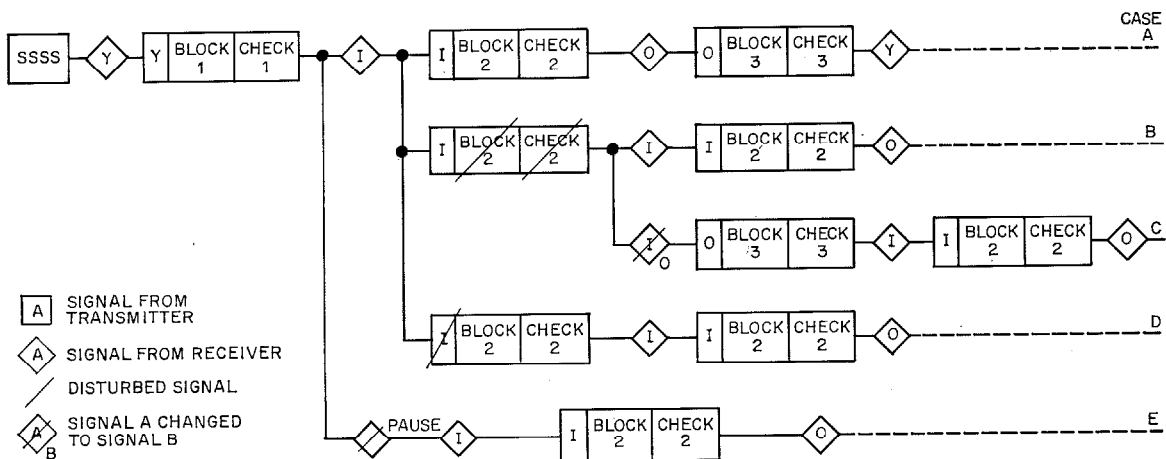 CASE
A
SSSS Y Y BLOCK 1 CHECK 1 I I BLOCK 2 CHECK 2 O O BLOCK 3 CHECK 3 Y
I BLOCK 2 CHECK 2 I I BLOCK 2 CHECK 2 O B
I O O BLOCK 3 CHECK 3 I I BLOCK 2 CHECK 2 O C
I BLOCK 2 CHECK 2 I I BLOCK 2 CHECK 2 O D
PAUSE I I BLOCK 2 CHECK 2 O E
A SIGNAL FROM
TRANSMITTER
A SIGNAL FROM RECEIVER
DISTURBED SIGNAL
A B SIGNAL A CHANGED
TO SIGNAL B